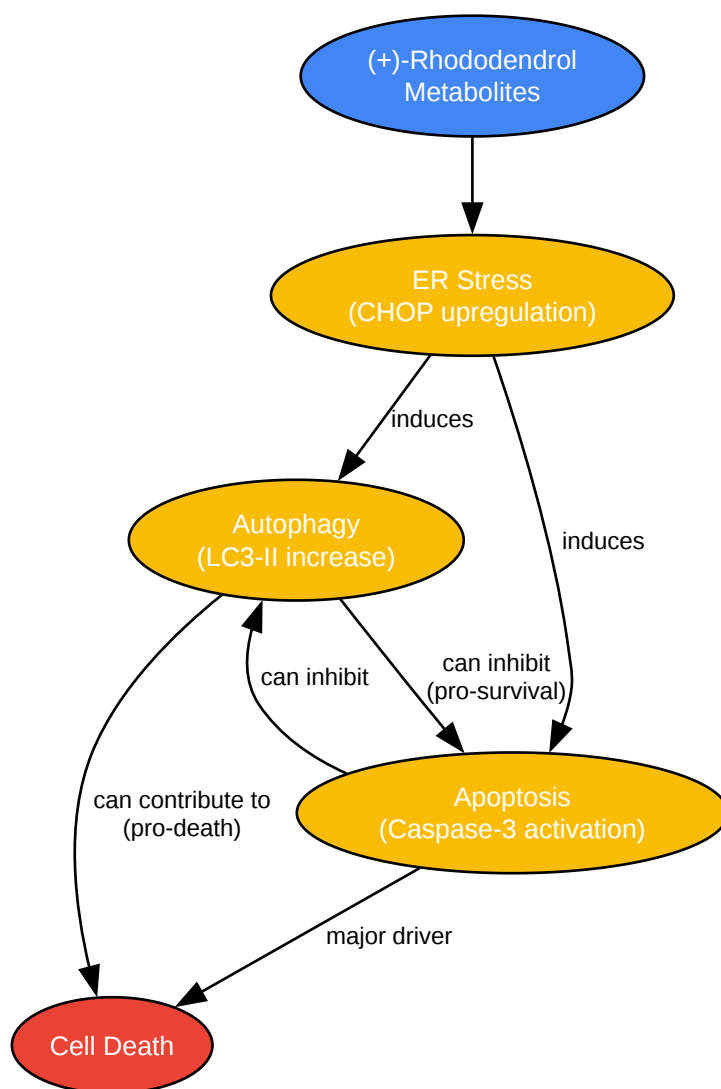 (+)-Rhododendrol
Metabolites
ER Stress
(CHOP upregulation)
induces
Autophagy
(LC3-II increase)
induces
can inhibit
can inhibit
(pro-survival)
can contribute to
(pro-death)
Apoptosis
(Caspase-3 activation)
major driver
Cell Death